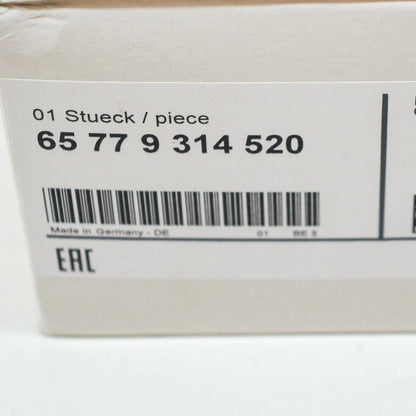 01 Stueck / piece
65 77 9 314 520
Made in Germany - DE 01 BE 5
EAC